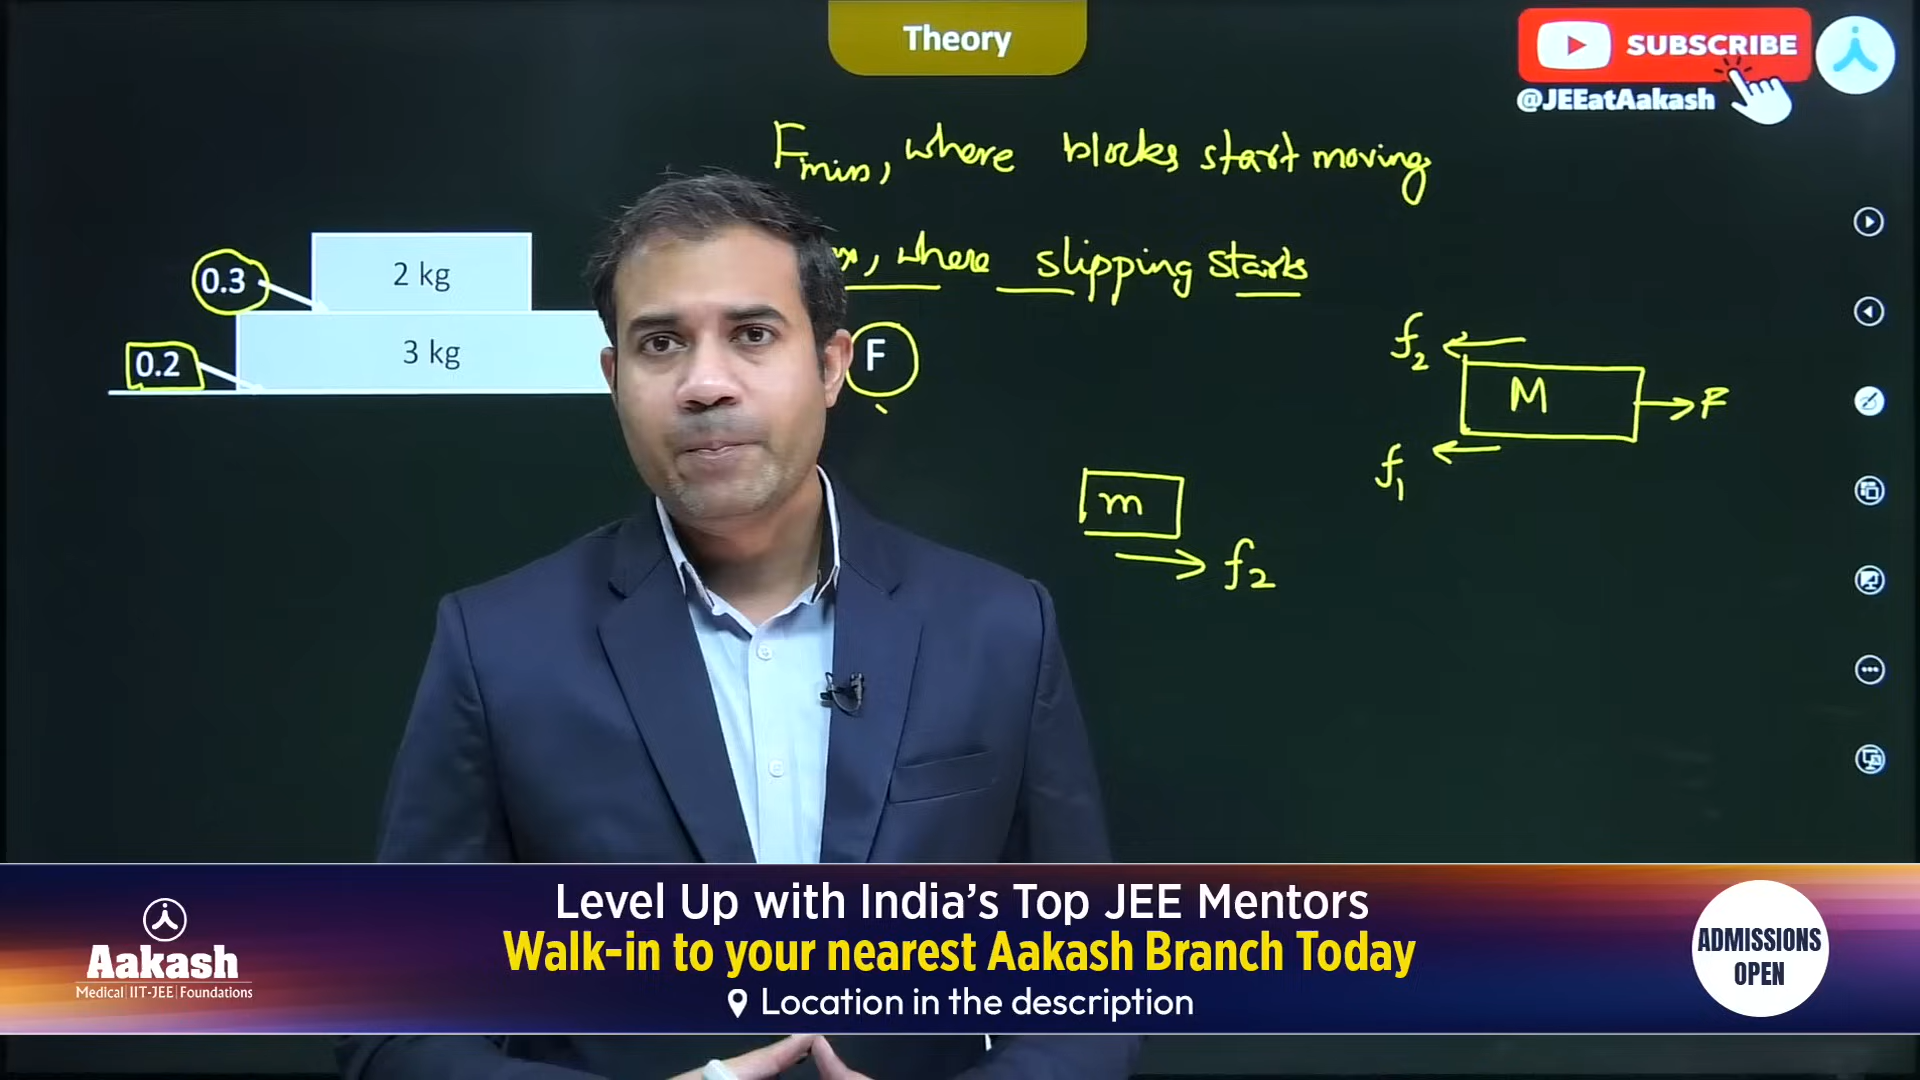 Theory
SUBSCRIBE
@JEEatAakash
Fmin, where blocks start moving
where slipping starts
0.3
2 kg
0.2
3 kg
F
f2
M
F
f1
m
f2
Level Up with India's Top JEE Mentors
Walk-in to your nearest Aakash Branch Today
Location in the description
Aakash
Medical|IIT-JEE|Foundations
ADMISSIONS
OPEN